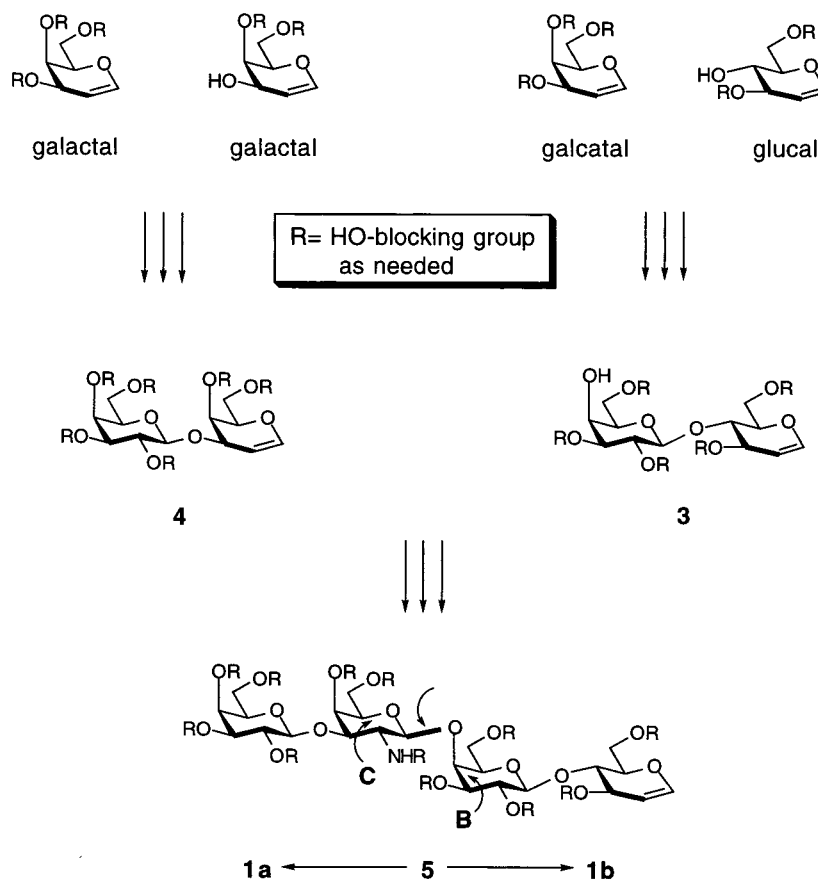 OR OR OR OR OR
OR
RO O HO O RO O HO RO O
galactal galactal galcatal glucal
R= HO-blocking group
as needed
OR OR OR OR OH OR OR
RO O OR O O RO O OR O RO O
4 3
OR OR OR OR
RO O OR O O NHR O OR OR
C RO O OR O RO O
B
1a 5 1b